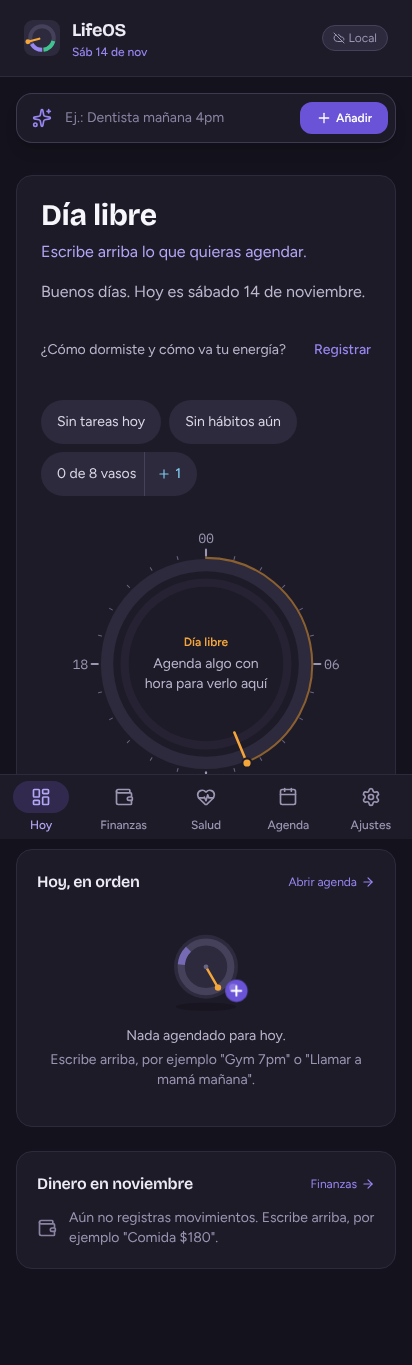 LifeOS
Sáb 14 de nov
Local
Ej.: Dentista mañana 4pm
Añadir
Día libre
Escribe arriba lo que quieras agendar.
Buenos días. Hoy es sábado 14 de noviembre.
¿Cómo dormiste y cómo va tu energía?
Registrar
Sin tareas hoy
Sin hábitos aún
0 de 8 vasos
+ 1
00
18
06
Día libre
Agenda algo con
hora para verlo aquí
Hoy
Finanzas
Salud
Agenda
Ajustes
Hoy, en orden
Abrir agenda →
Nada agendado para hoy.
Escribe arriba, por ejemplo "Gym 7pm" o "Llamar a
mamá mañana".
Dinero en noviembre
Finanzas →
Aún no registras movimientos. Escribe arriba, por
ejemplo "Comida $180".